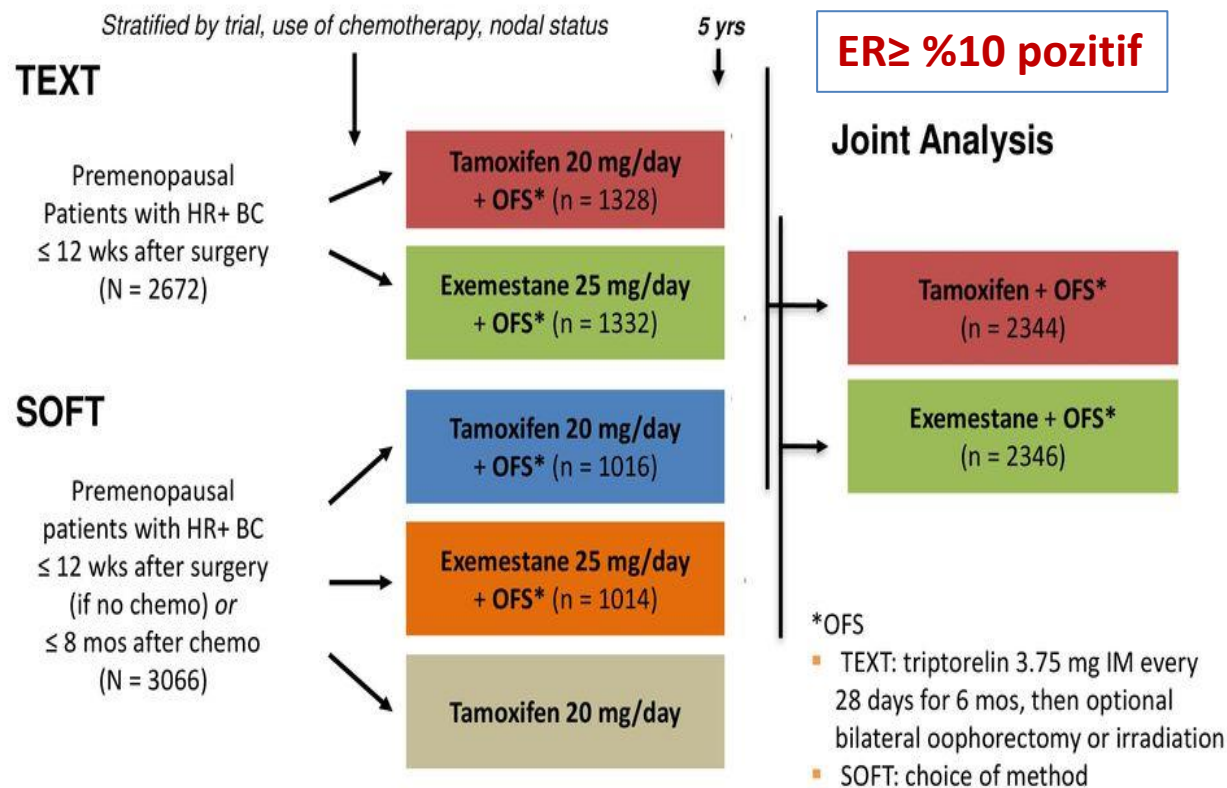 Stratified by trial, use of chemotherapy, nodal status
5 yrs
ER≥ %10 pozitif
TEXT
Premenopausal
Patients with HR+ BC
≤ 12 wks after surgery
(N = 2672)
Tamoxifen 20 mg/day
+ OFS* (n = 1328)
Exemestane 25 mg/day
+ OFS* (n = 1332)
SOFT
Premenopausal
patients with HR+ BC
≤ 12 wks after surgery
(if no chemo) or
≤ 8 mos after chemo
(N = 3066)
Tamoxifen 20 mg/day
+ OFS* (n = 1016)
Exemestane 25 mg/day
+ OFS* (n = 1014)
Tamoxifen 20 mg/day
Joint Analysis
Tamoxifen + OFS*
(n = 2344)
Exemestane + OFS*
(n = 2346)
*OFS
▪ TEXT: triptorelin 3.75 mg IM every
28 days for 6 mos, then optional
bilateral oophorectomy or irradiation
▪ SOFT: choice of method